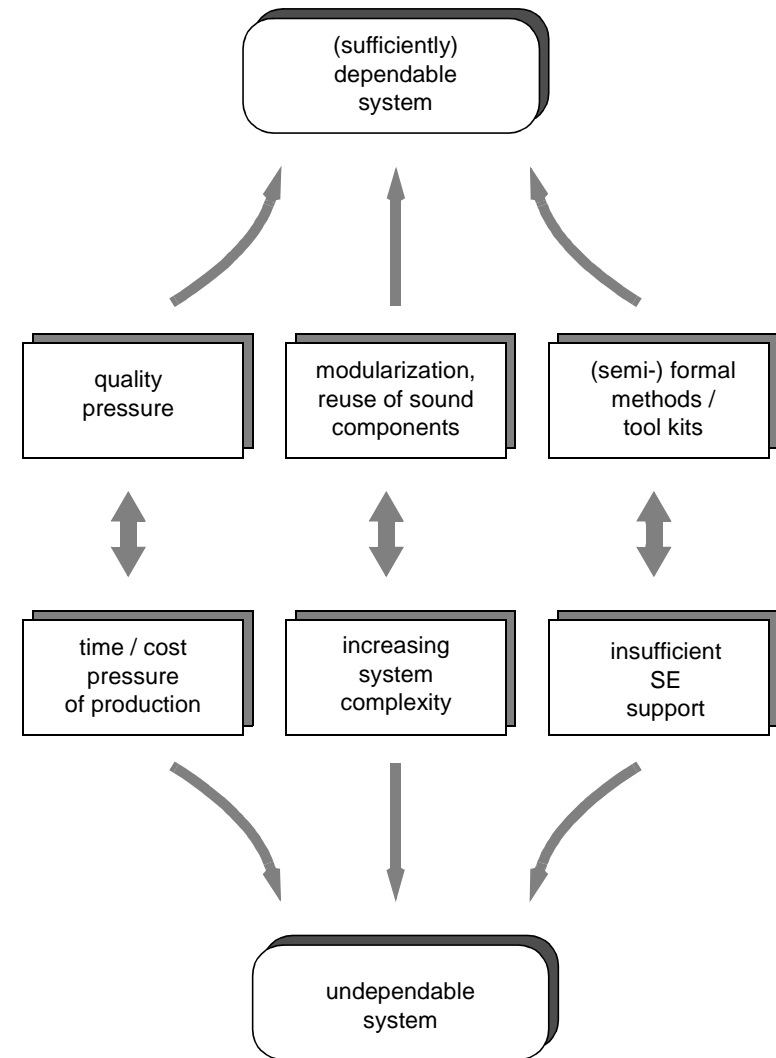 (sufficiently)
dependable
system
quality
pressure
modularization,
reuse of sound
components
(semi-) formal
methods /
tool kits
time / cost
pressure
of production
increasing
system
complexity
insufficient
SE
support
undependable
system